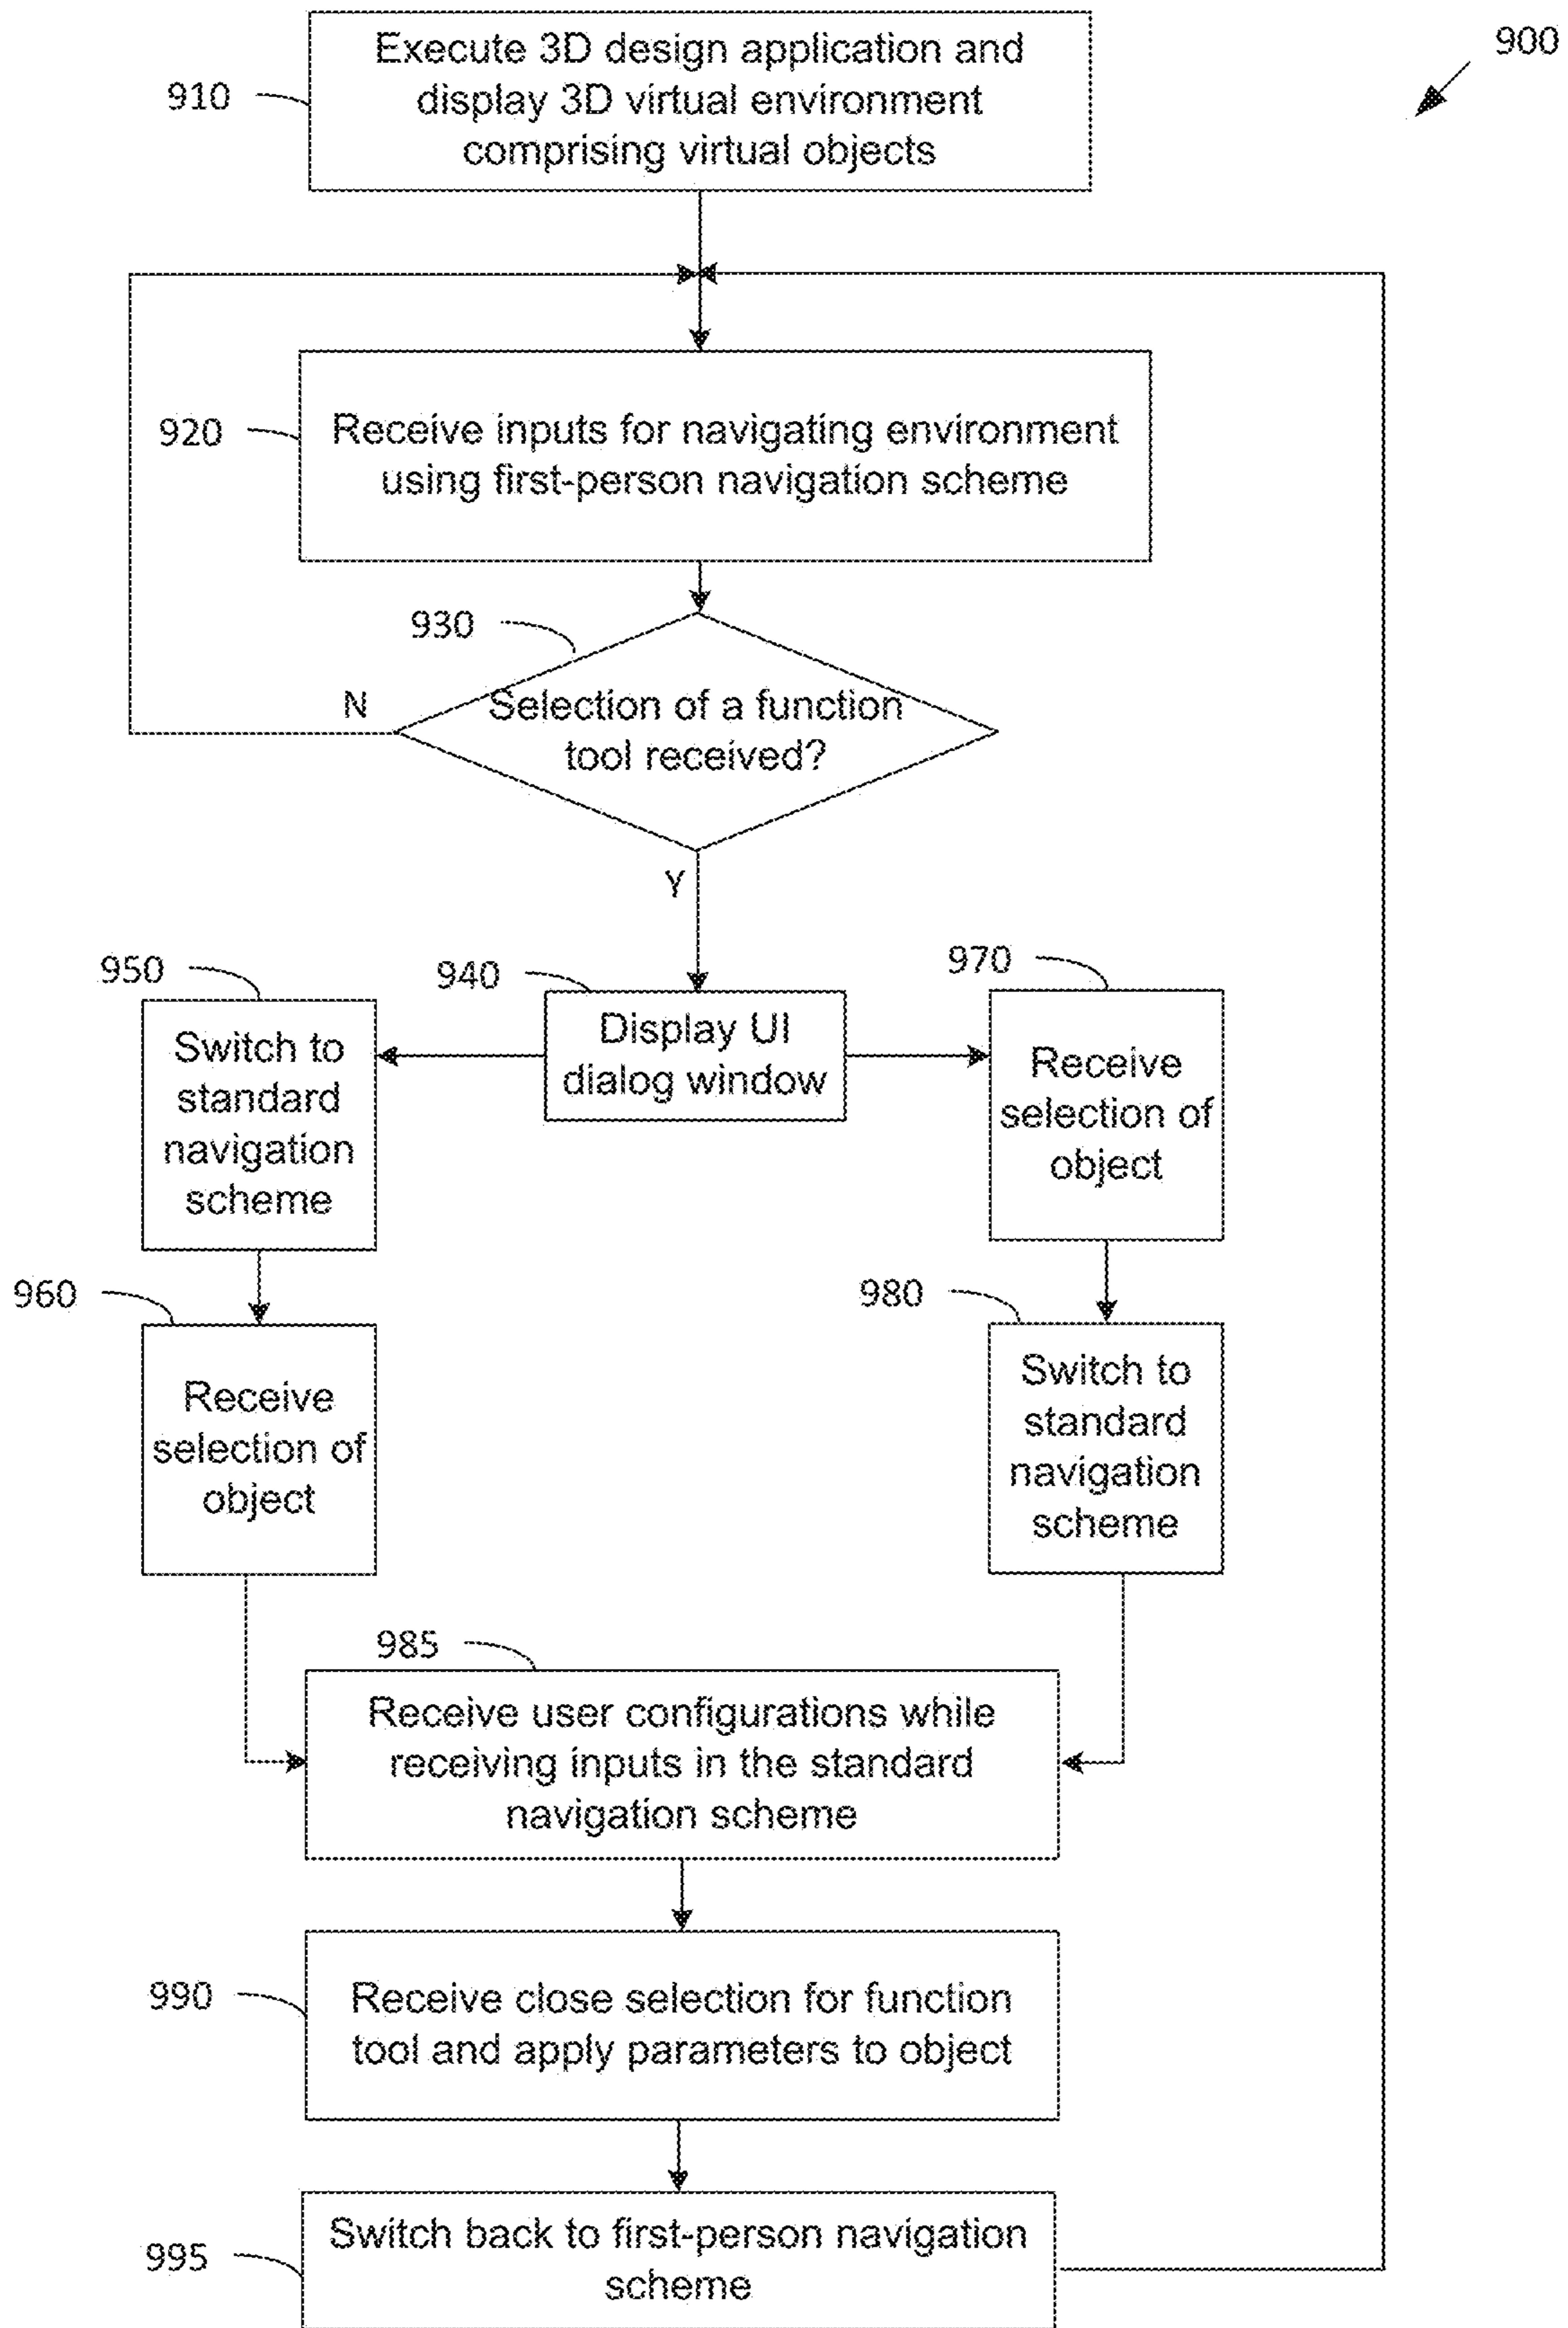 900
Execute 3D design application and
display 3D virtual environment
comprising virtual objects
910
Receive inputs for navigating environment
using first-person navigation scheme
920
930
Selection of a function
tool received?
N
Y
950
Switch to
standard
navigation
scheme
940
Display UI
dialog window
970
Receive
selection of
object
960
Receive
selection of
object
980
Switch to
standard
navigation
scheme
985
Receive user configurations while
receiving inputs in the standard
navigation scheme
990
Receive close selection for function
tool and apply parameters to object
995
Switch back to first-person navigation
scheme